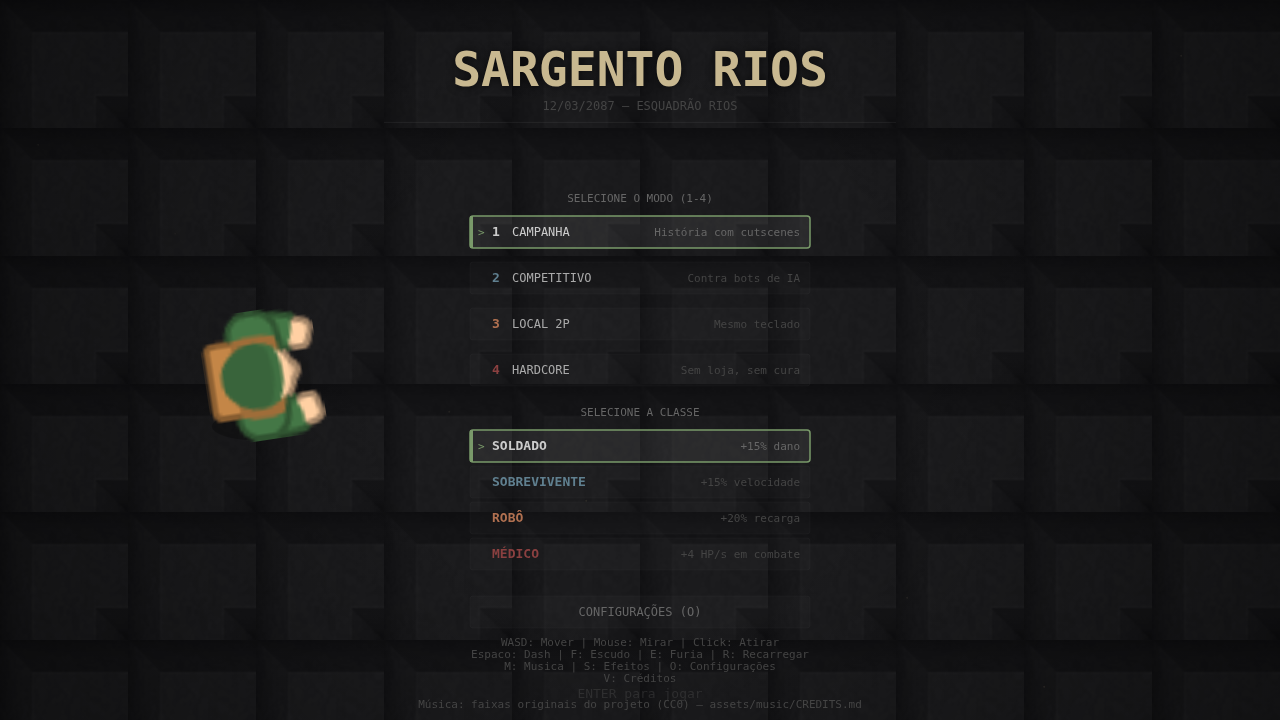 SARGENTO RIOS
12/03/2087 — ESQUADRÃO RIOS
SELECIONE O MODO (1-4)
> 1 CAMPANHA História com cutscenes
2 COMPETITIVO Contra bots de IA
3 LOCAL 2P Mesmo teclado
4 HARDCORE Sem loja, sem cura
SELECIONE A CLASSE
> SOLDADO +15% dano
SOBREVIVENTE +15% velocidade
ROBÔ +20% recarga
MÉDICO +4 HP/s em combate
CONFIGURAÇÕES (O)
WASD: Mover | Mouse: Mirar | Click: Atirar
Espaco: Dash | F: Escudo | E: Furia | R: Recarregar
M: Musica | S: Efeitos | O: Configurações
V: Créditos
ENTER para jogar
Música: faixas originais do projeto (CC0) — assets/music/CREDITS.md